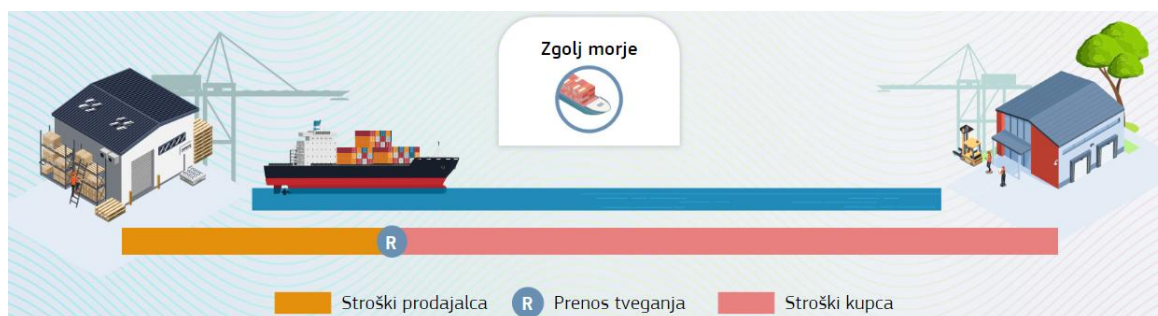 Zgolj morje
R
Stroški prodajalca
R
Prenos tveganja
Stroški kupca